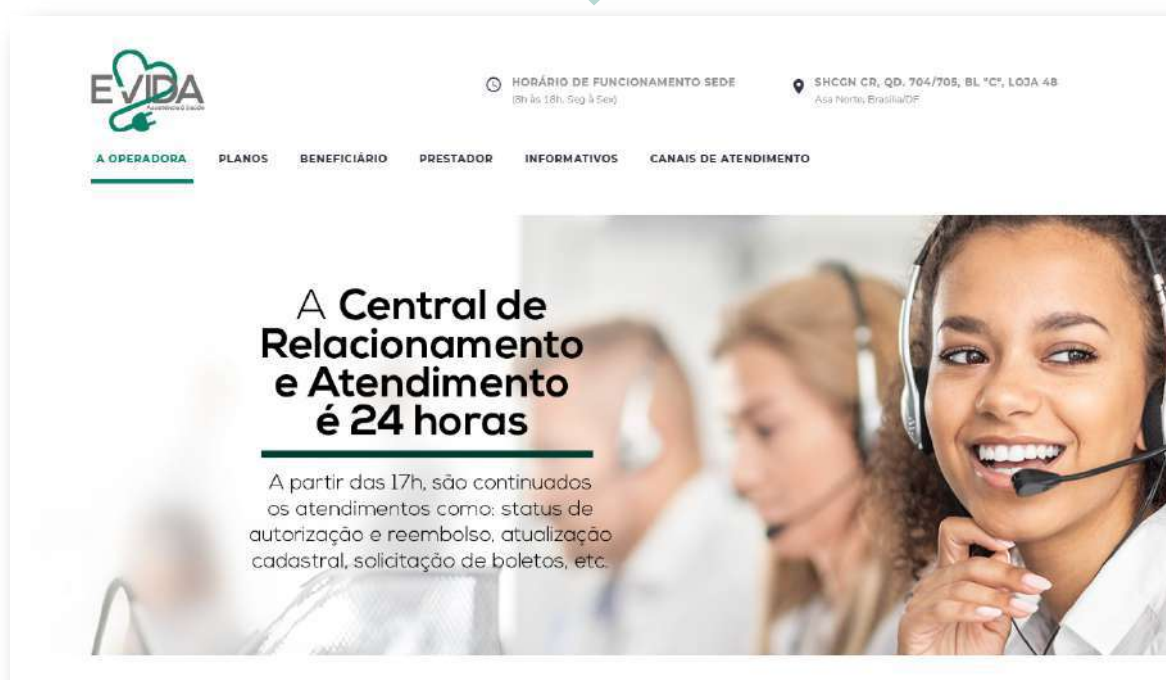 EVIDA
Assistência à Saúde
HORÁRIO DE FUNCIONAMENTO SEDE
(8h às 18h, Seg à Sex)
SHCGN CR, QD. 704/705, BL "C", LOJA 48
Asa Norte, Brasília/DF
A OPERADORA PLANOS BENEFICIÁRIO PRESTADOR INFORMATIVOS CANAIS DE ATENDIMENTO
A Central de
Relacionamento
e Atendimento
é 24 horas
A partir das 17h, são continuados
os atendimentos como: status de
autorização e reembolso, atualização
cadastral, solicitação de boletos, etc.